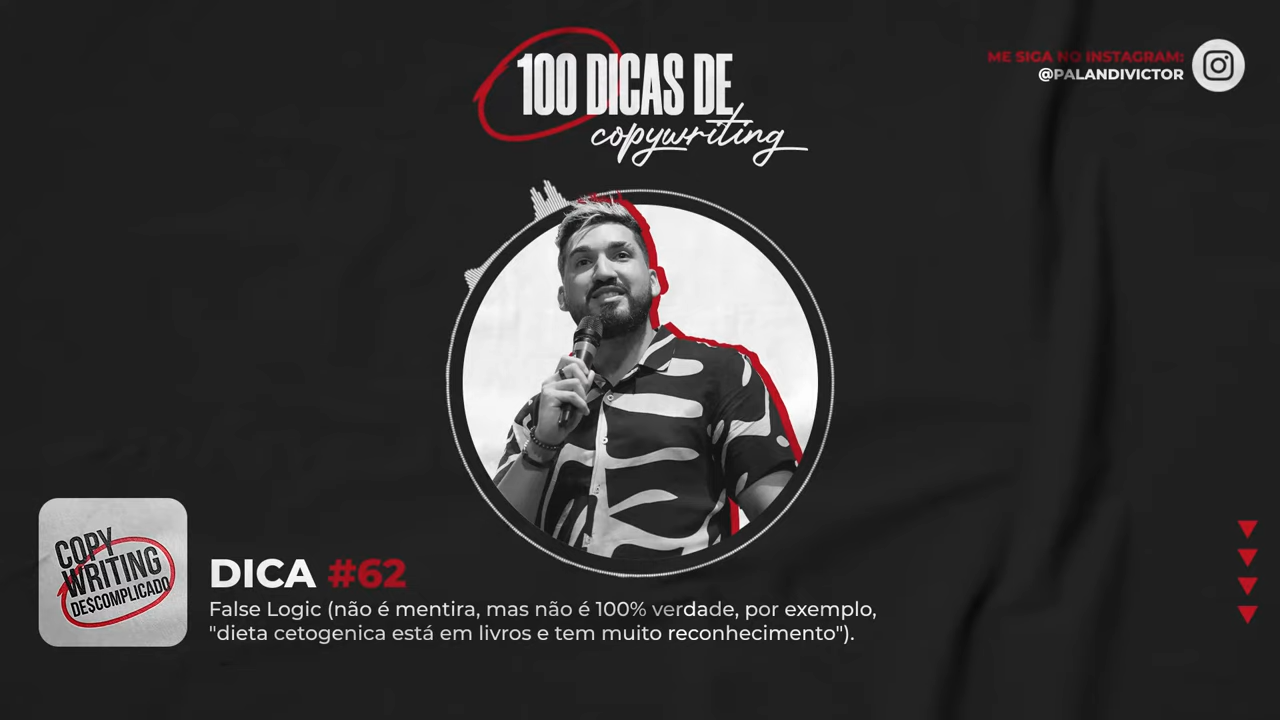 100 DICAS DE
copywriting
ME SIGA NO INSTAGRAM:
@PALANDIVICTOR
COPY
WRITING
DESCOMPLICADO
DICA #62
False Logic (não é mentira, mas não é 100% verdade, por exemplo,
"dieta cetogenica está em livros e tem muito reconhecimento").